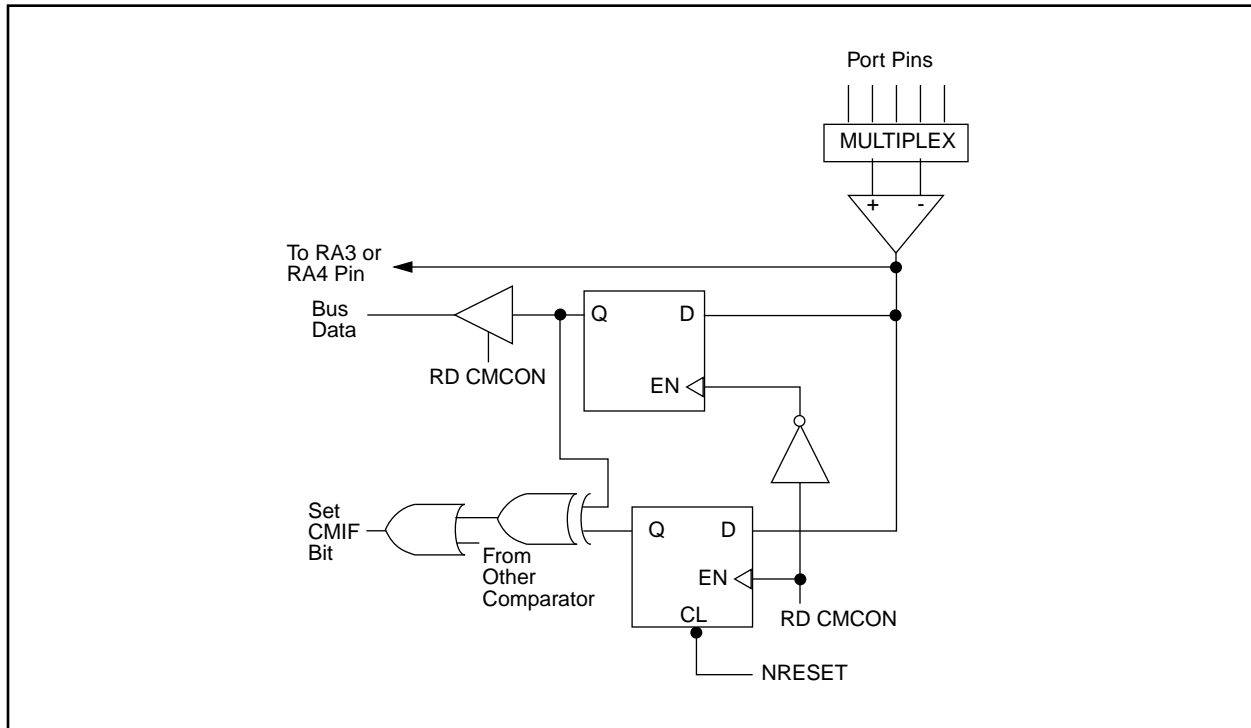 Port Pins
MULTIPLEX
+ -
To RA3 or
RA4 Pin
Bus
Data
RD CMCON
Q D
EN
Set
CMIF
Bit
From
Other
Comparator
Q D
EN
CL
RD CMCON
NRESET